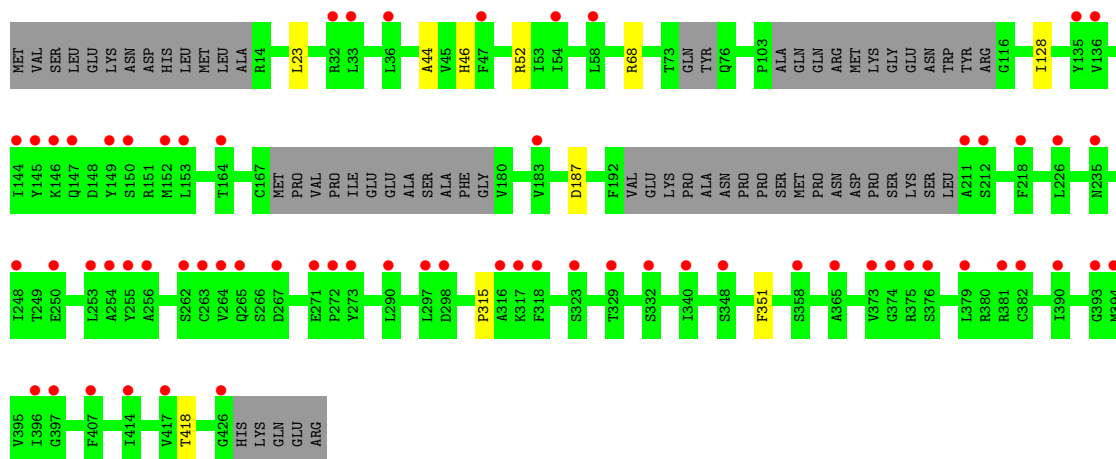 MET VAL SER LEU GLU LYS ASN ASP HIS LEU MET LEU ALA R14 L23 R32 L33 L36 A44 V45 H46 F47 R52 I53 I54 L58 R68 T73 GLN TYR Q76 P103 ALA GLN GLN ARG MET LYS GLY GLU ASN TRP TYR ARG G116 I128 Y135 V136
I144 Y145 K146 Q147 D148 Y149 S150 R151 M152 L153 T164 C167 MET PRO VAL PRO ILE GLU GLU ALA SER ALA PHE GLY V180 V183 D187 F192 VAL GLU LYS PRO ALA ASN PRO PRO SER MET PRO ASN ASP PRO SER LYS SER LEU A211 S212 F218 L226 N235
I248 T249 E250 L253 A254 Y255 A256 S262 C263 V264 Q265 S266 D267 E271 P272 Y273 L290 L297 D298 P315 A316 K317 F318 S323 T329 S332 I340 S348 F351 S358 A365 V373 G374 R375 S376 L379 R380 R381 C382 I390 G393 M394
V395 I396 G397 F407 I414 V417 T418 G426 HIS LYS GLN GLU ARG